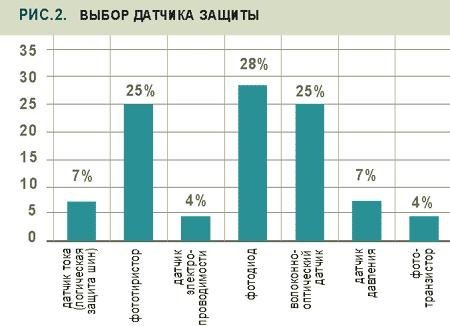 РИС.2. ВЫБОР ДАТЧИКА ЗАЩИТЫ
35
30
25
20
15
10
5
0
7%
25%
4%
28%
25%
7%
4%
датчик тока
(логическая
защита шин)
фототиристор
датчик
электро-
проводимости
фотодиод
волоконно-
оптический
датчик
датчик
давления
фото-
транзистор